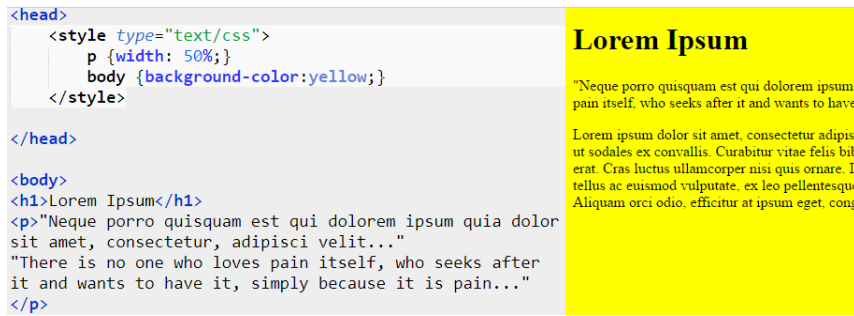 <head>
<style type="text/css">
p {width: 50%;}
body {background-color:yellow;}
</style>
</head>
<body>
<h1>Lorem Ipsum</h1>
<p>"Neque porro quisquam est qui dolorem ipsum quia dolor
sit amet, consectetur, adipisci velit..."
"There is no one who loves pain itself, who seeks after
it and wants to have it, simply because it is pain..."
</p>
Lorem Ipsum
"Neque porro quisquam est qui dolorem ipsum
pain itself, who seeks after it and wants to have
Lorem ipsum dolor sit amet, consectetur adipis
ut sodales ex convallis. Curabitur vitae felis bib
erat. Cras luctus ullamcorper nisi quis ornare.
tellus ac euismod vulputate, ex leo pellentesqu
Aliquam orci odio, efficitur at ipsum eget, cong